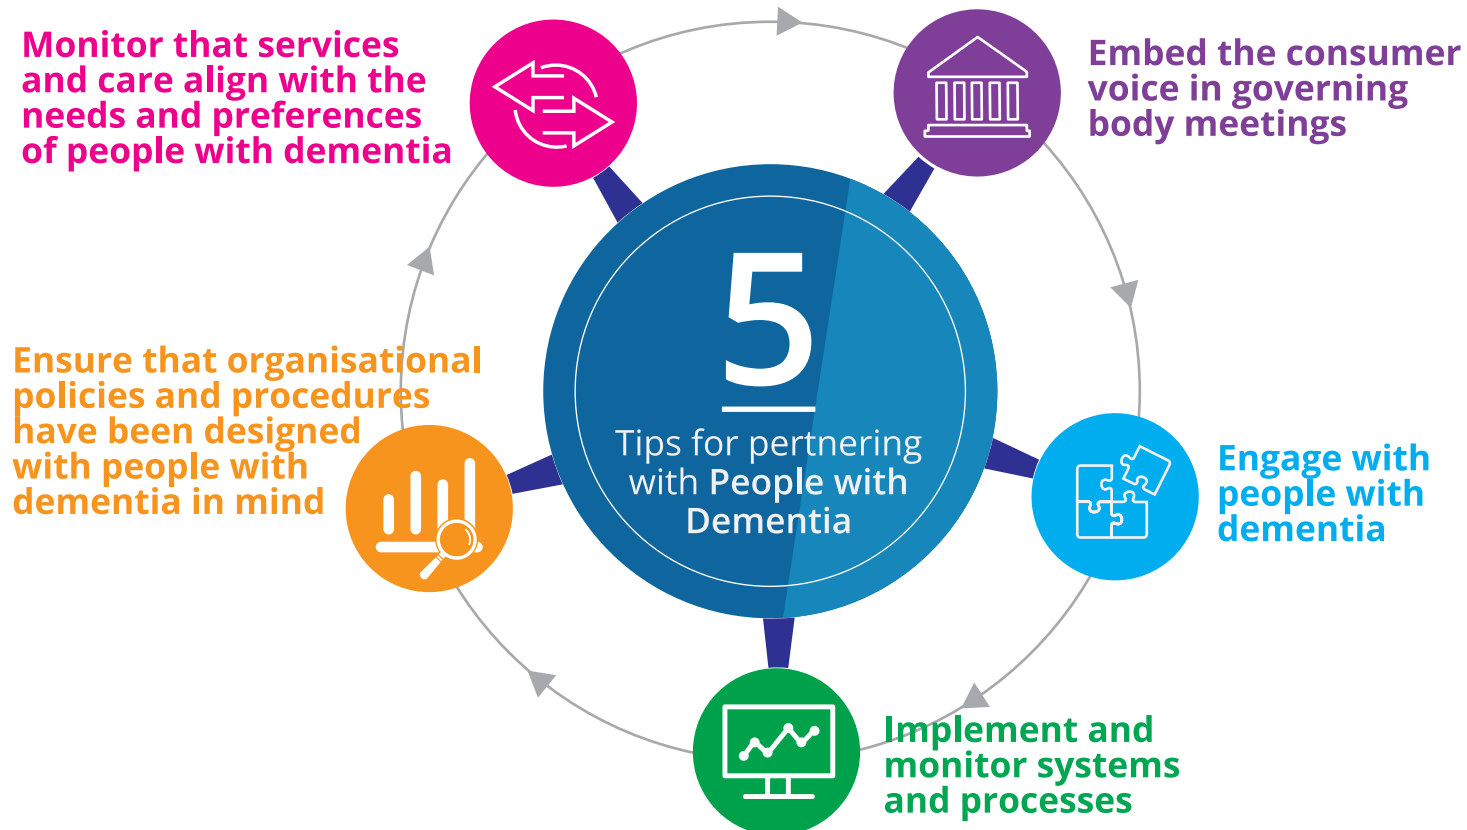 Monitor that services
and care align with the
needs and preferences
of people with dementia
Embed the consumer
voice in governing
body meetings
5
Tips for pertnering
with People with
Dementia
Ensure that organisational
policies and procedures
have been designed
with people with
dementia in mind
Engage with
people with
dementia
Implement and
monitor systems
and processes